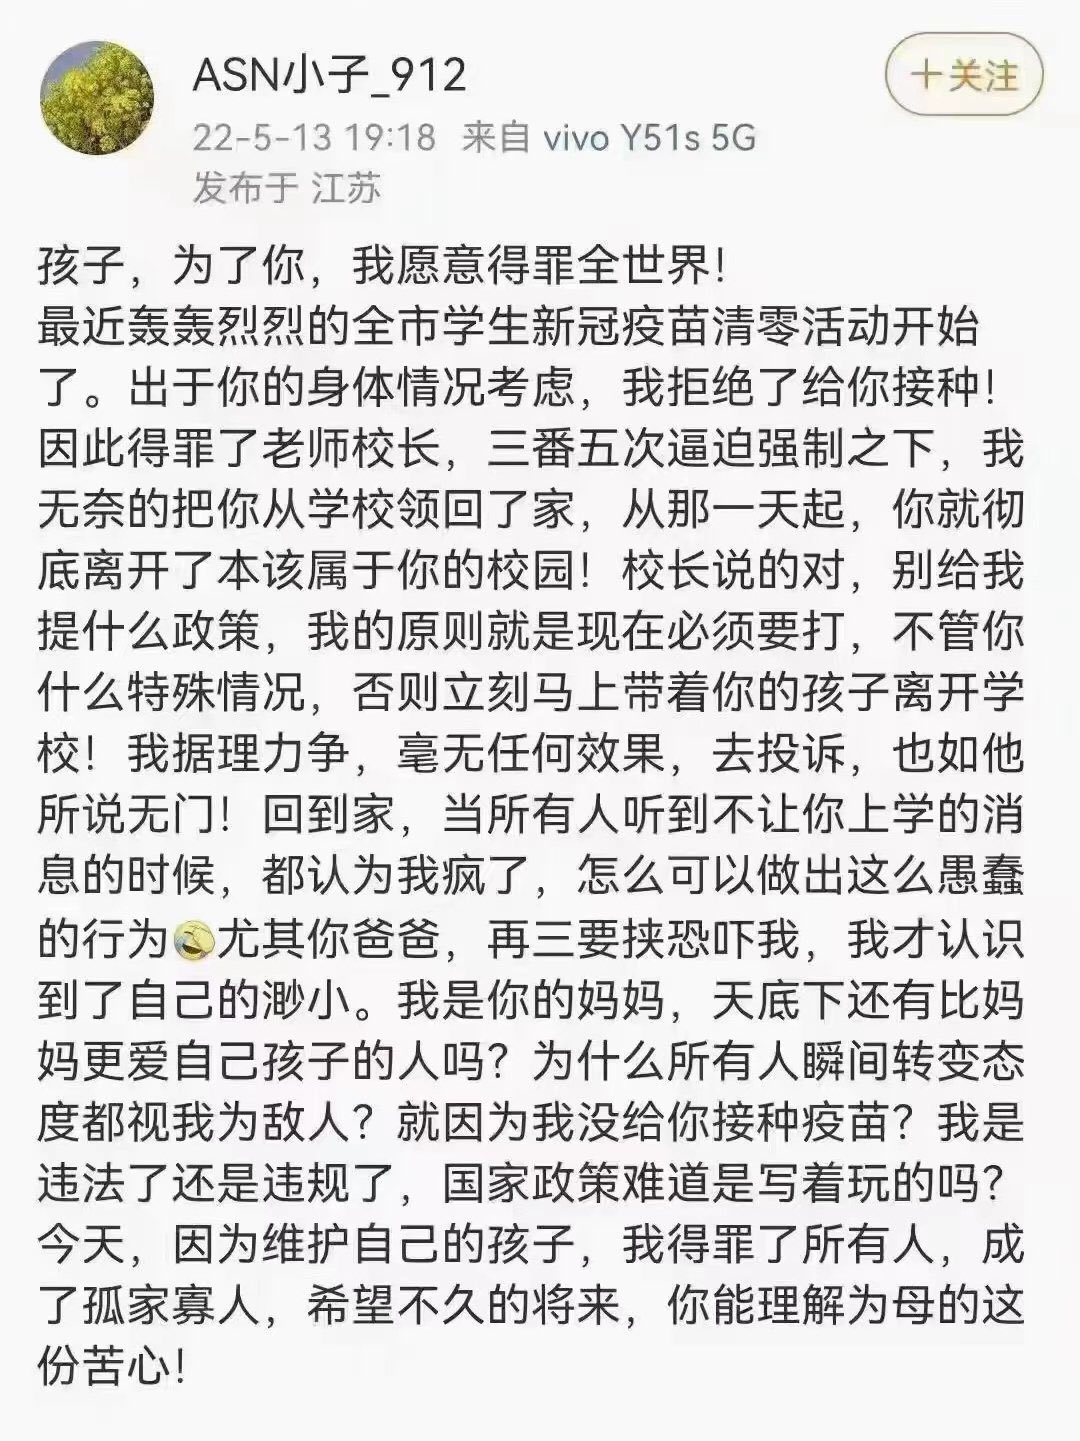 ASN小子_912
十关注
22-5-13 19:18 来自 vivo Y51s 5G
发布于 江苏
孩子，为了你，我愿意得罪全世界！
最近轰轰烈烈的全市学生新冠疫苗清零活动开始
了。出于你的身体情况考虑，我拒绝了给你接种！
因此得罪了老师校长，三番五次逼迫强制之下，我
无奈的把你从学校领回了家，从那一天起，你就彻
底离开了本该属于你的校园！校长说的对，别给我
提什么政策，我的原则就是现在必须要打，不管你
什么特殊情况，否则立刻马上带着你的孩子离开学
校！我据理力争，毫无任何效果，去投诉，也如他
所说无门！回到家，当所有人听到不让你上学的消
息的时候，都认为我疯了，怎么可以做出这么愚蠢
的行为🤣尤其你爸爸，再三要挟恐吓我，我才认识
到了自己的渺小。我是你的妈妈，天底下还有比妈
妈更爱自己孩子的人吗？为什么所有人瞬间转变态
度都视我为敌人？就因为我没给你接种疫苗？我是
违法了还是违规了，国家政策难道是写着玩的吗？
今天，因为维护自己的孩子，我得罪了所有人，成
了孤家寡人，希望不久的将来，你能理解为母的这
份苦心！